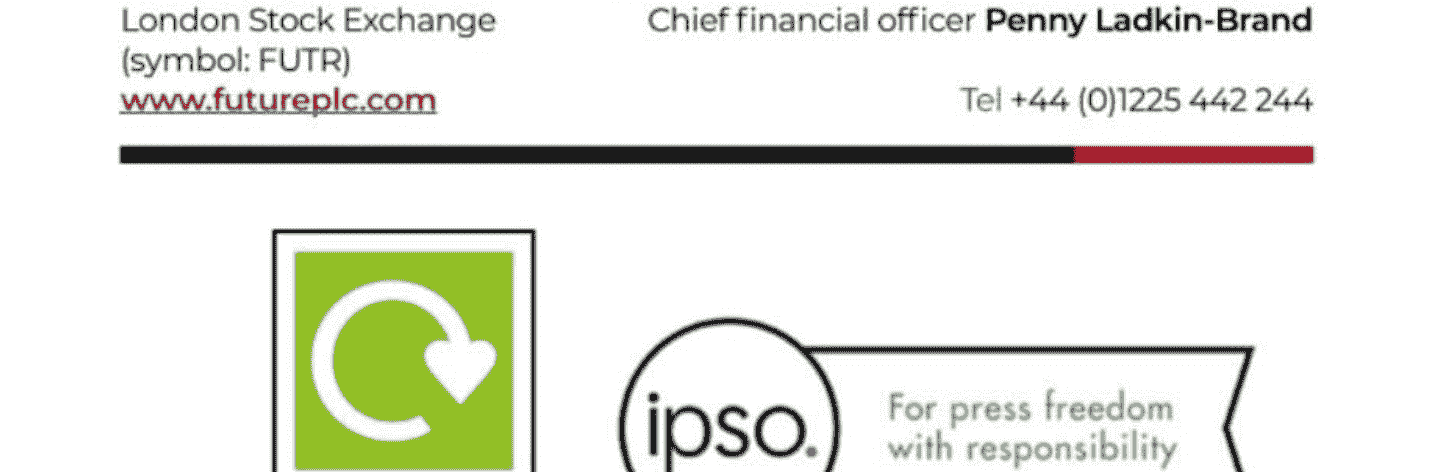 London Stock Exchange
(symbol: FUTR)
www.futureplc.com
Chief financial officer Penny Ladkin-Brand
Tel +44 (0)1225 442 244
ipso.
For press freedom
with responsibility